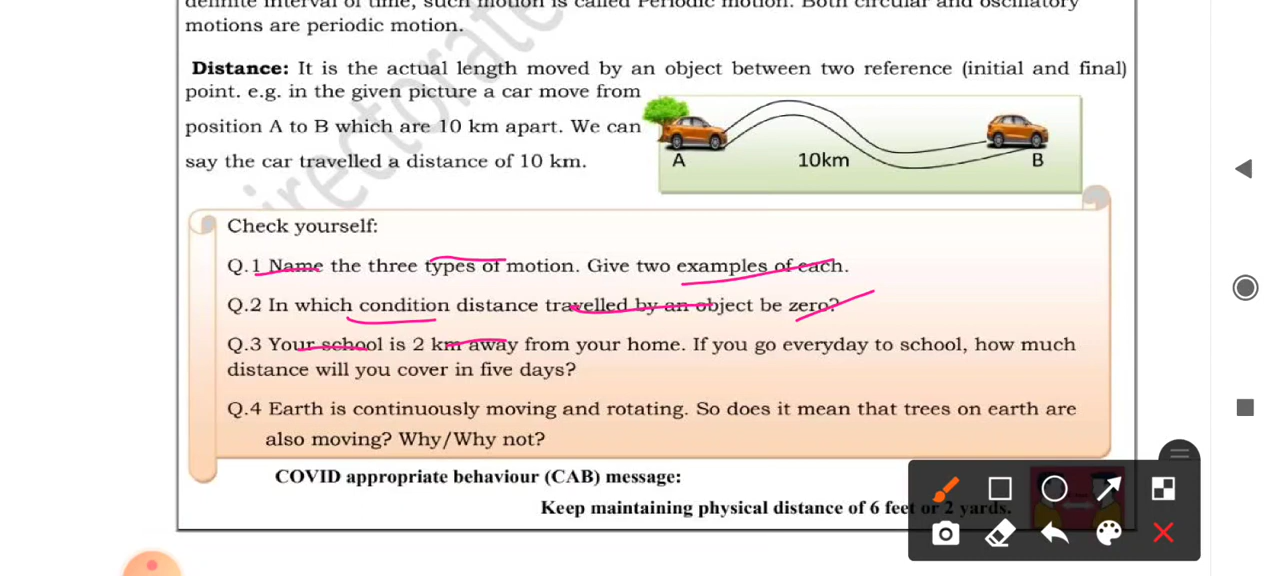 motions are periodic motion.
Distance: It is the actual length moved by an object between two reference (initial and final)
point. e.g. in the given picture a car move from
position A to B which are 10 km apart. We can
say the car travelled a distance of 10 km.
A 10km B
Check yourself:
Q.1 Name the three types of motion. Give two examples of each.
Q.2 In which condition distance travelled by an object be zero?
Q.3 Your school is 2 km away from your home. If you go everyday to school, how much
distance will you cover in five days?
Q.4 Earth is continuously moving and rotating. So does it mean that trees on earth are
also moving? Why/Why not?
COVID appropriate behaviour (CAB) message:
Keep maintaining physical distance of 6 feet or 2 yards.